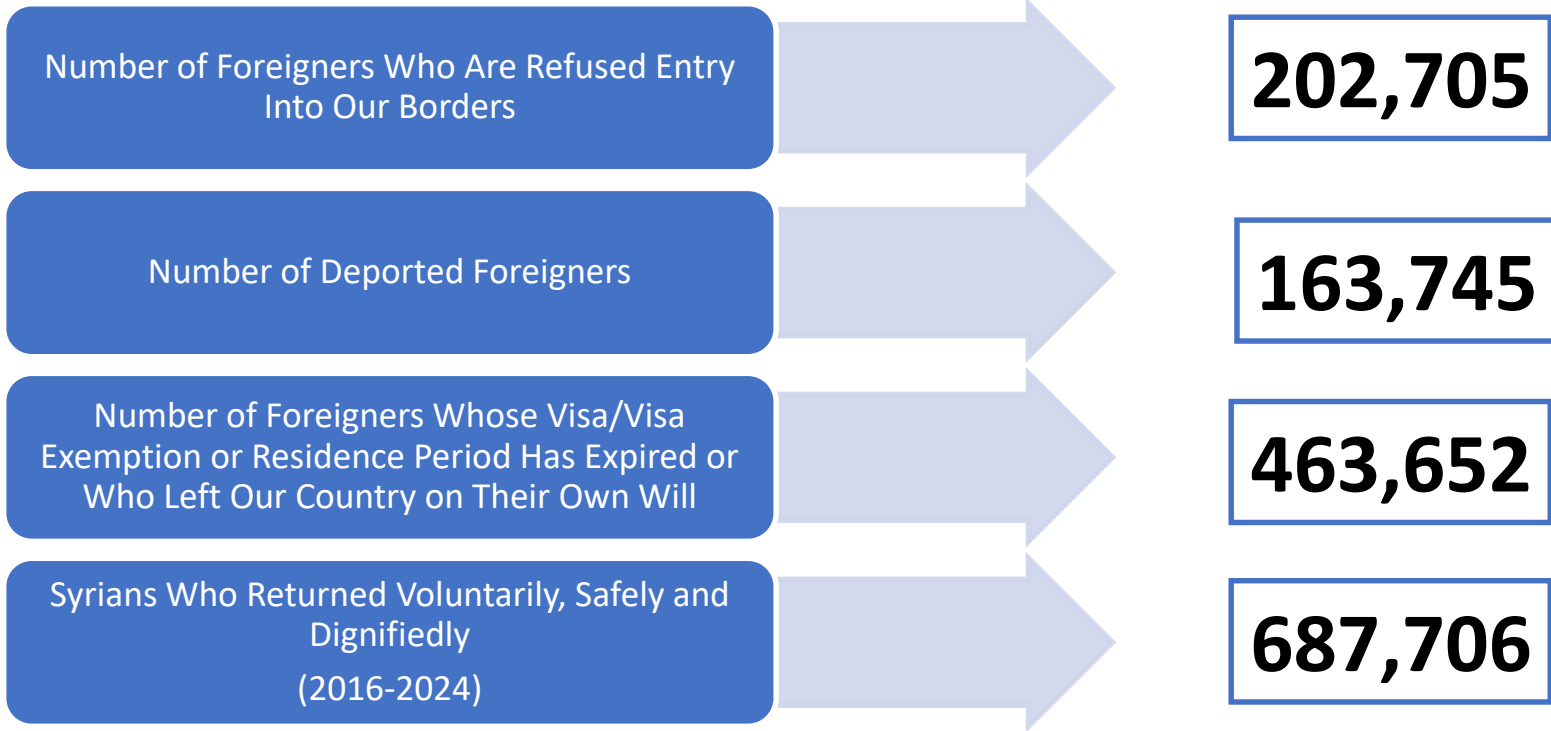 Number of Foreigners Who Are Refused Entry
Into Our Borders
202,705
Number of Deported Foreigners
163,745
Number of Foreigners Whose Visa/Visa
Exemption or Residence Period Has Expired or
Who Left Our Country on Their Own Will
463,652
Syrians Who Returned Voluntarily, Safely and
Dignifiedly
(2016-2024)
687,706